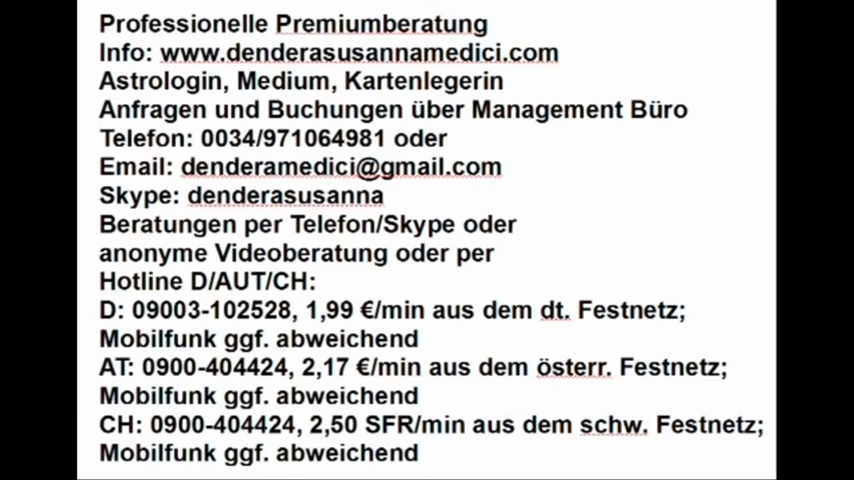 Professionelle Premiumberatung
Info: www.denderasusannamedici.com
Astrologin, Medium, Kartenlegerin
Anfragen und Buchungen über Management Büro
Telefon: 0034/971064981 oder
Email: denderamedici@gmail.com
Skype: denderasusanna
Beratungen per Telefon/Skype oder
anonyme Videoberatung oder per
Hotline D/AUT/CH:
D: 09003-102528, 1,99 €/min aus dem dt. Festnetz;
Mobilfunk ggf. abweichend
AT: 0900-404424, 2,17 €/min aus dem österr. Festnetz;
Mobilfunk ggf. abweichend
CH: 0900-404424, 2,50 SFR/min aus dem schw. Festnetz;
Mobilfunk ggf. abweichend